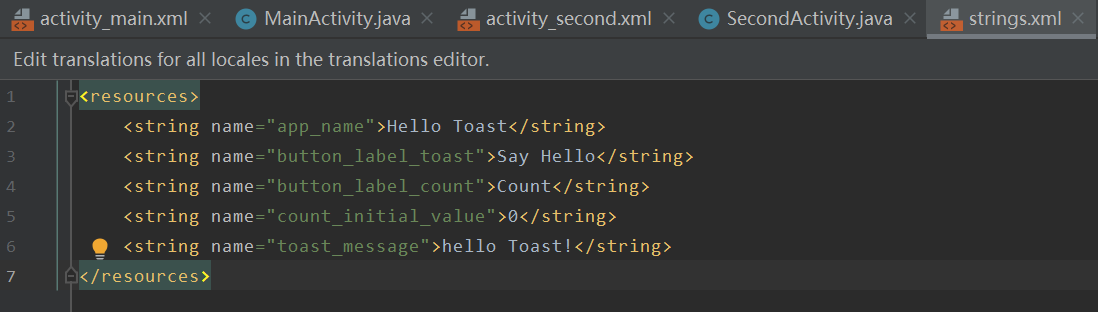 activity_main.xml MainActivity.java activity_second.xml SecondActivity.java strings.xml
Edit translations for all locales in the translations editor.
1 <resources>
2 <string name="app_name">Hello Toast</string>
3 <string name="button_label_toast">Say Hello</string>
4 <string name="button_label_count">Count</string>
5 <string name="count_initial_value">0</string>
6 <string name="toast_message">hello Toast!</string>
7 </resources>